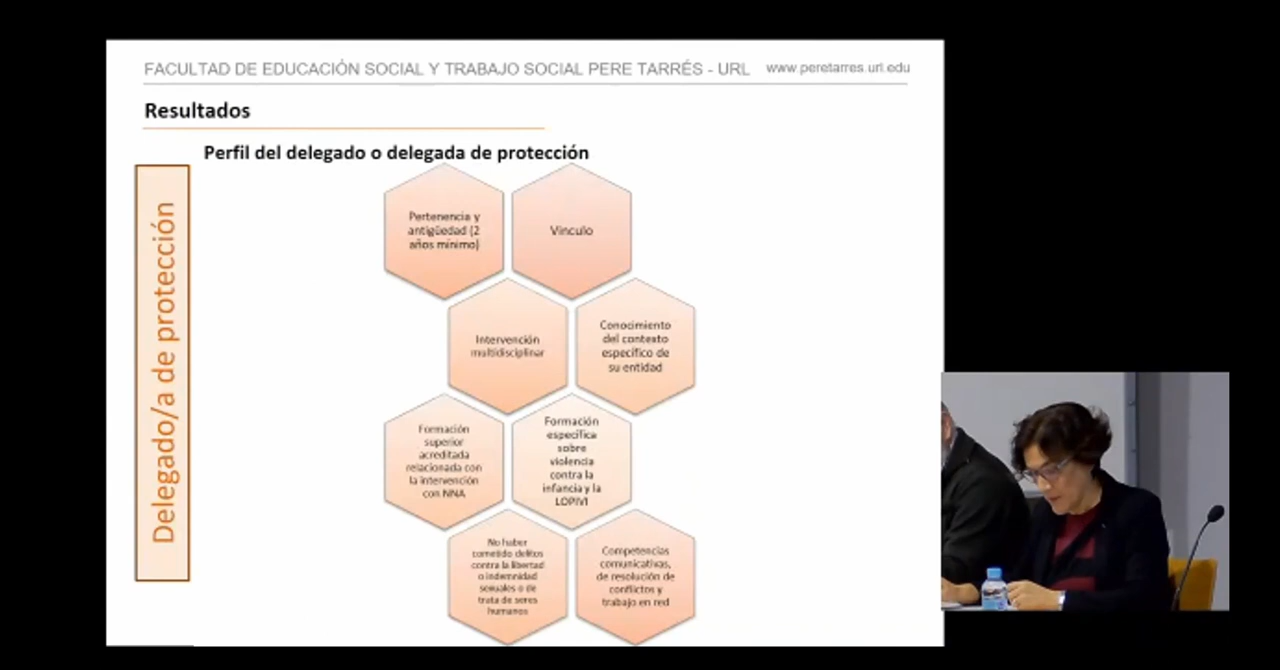 FACULTAD DE EDUCACIÓN SOCIAL Y TRABAJO SOCIAL PERE TARRÉS - URL www.peretarres.url.edu
Resultados
Perfil del delegado o delegada de protección
Delegado/a de protección
Pertenencia y
antigüedad (2
años mínimo)
Vínculo
Intervención
multidisciplinar
Conocimiento
del contexto
específico de
su entidad
Formación
superior
acreditada
relacionada con
la intervención
con NNA
Formación
específica
sobre
violencia
contra la
infancia y la
LOPIVI
No haber
cometido delitos
contra la libertad
o indemnidad
sexuales o de
trata de seres
humanos
Competencias
comunicativas,
de resolución de
conflictos y
trabajo en red